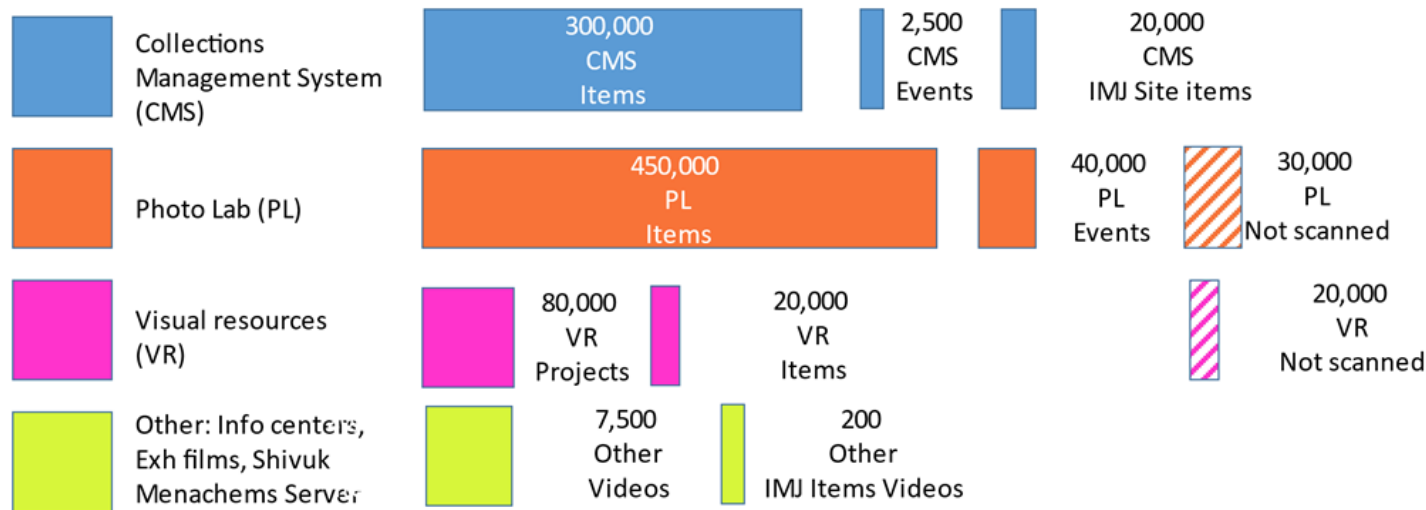 Collections
Management System
(CMS)
300,000
CMS
Items
2,500
CMS
Events
20,000
CMS
IMJ Site items
Photo Lab (PL)
450,000
PL
Items
40,000
PL
Events
30,000
PL
Not scanned
Visual resources
(VR)
80,000
VR
Projects
20,000
VR
Items
20,000
VR
Not scanned
Other: Info centers,
Exh films, Shivuk
Menachems Server
7,500
Other
Videos
200
Other
IMJ Items Videos